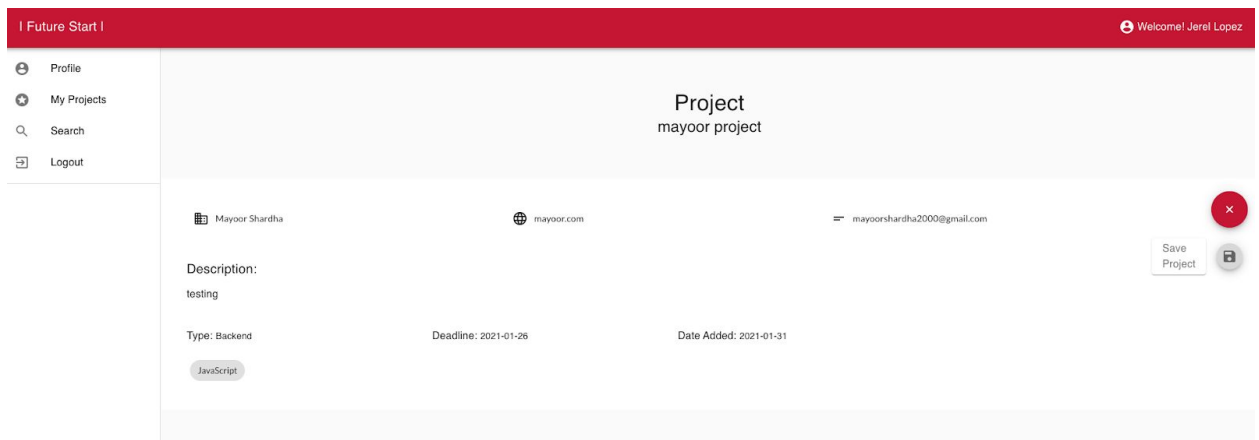 | Future Start |
Welcome! Jerel Lopez
Profile
My Projects
Search
Logout
Project
mayoor project
Mayoor Shardha
mayoor.com
mayoorshardha2000@gmail.com
Save
Project
Description:
testing
Type: Backend
Deadline: 2021-01-26
Date Added: 2021-01-31
JavaScript